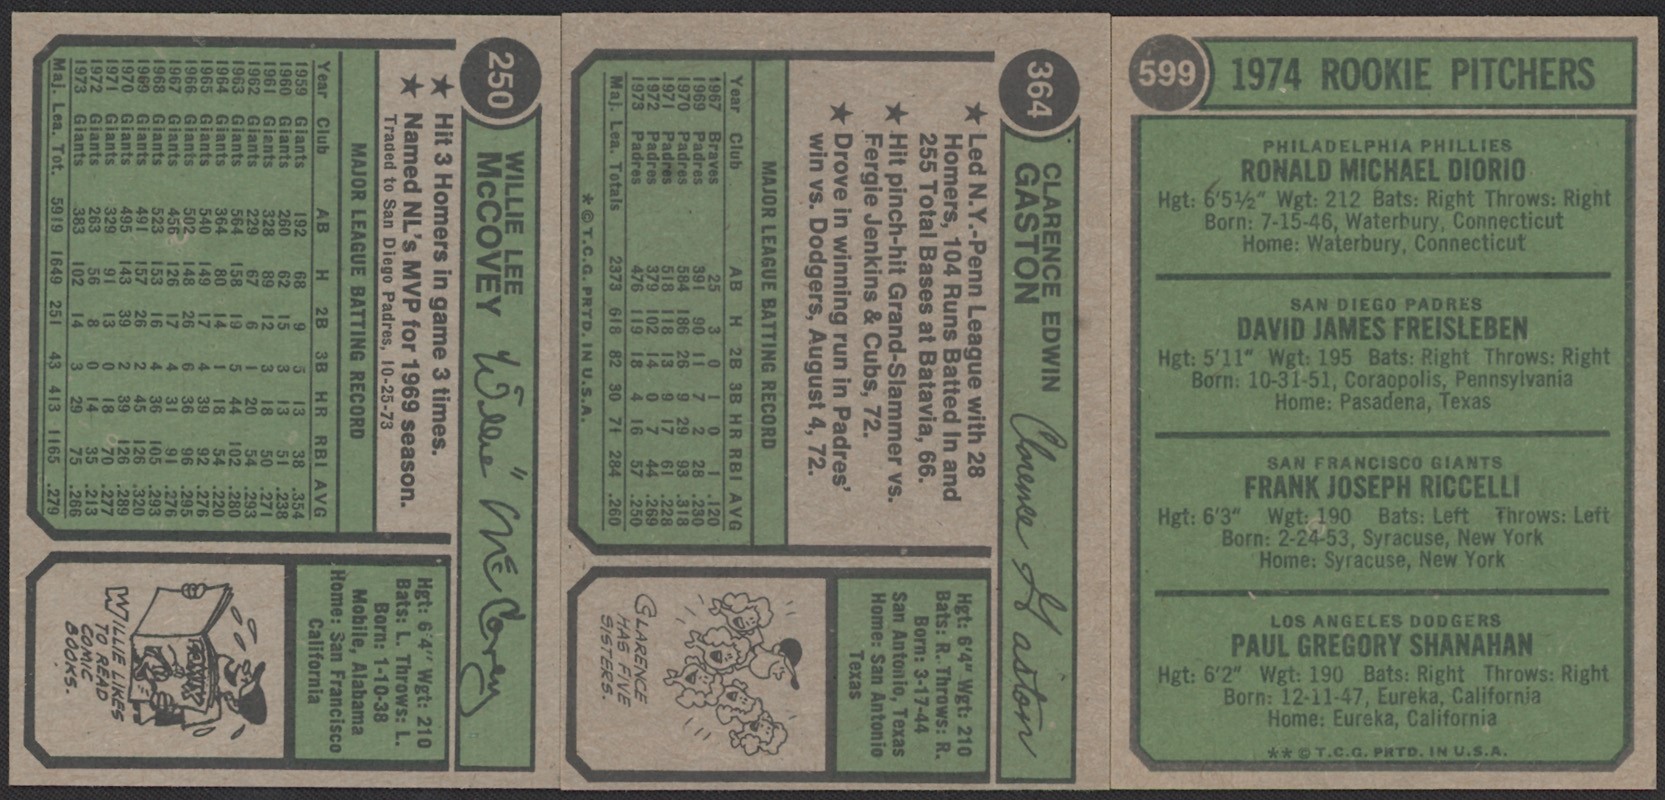 250
WILLIE LEE
McCOVEY
Willie McCovey
★ Hit 3 Homers in game 3 times.
★ Named NL's MVP for 1969 season.
Traded to San Diego Padres, 10-25-73
MAJOR LEAGUE BATTING RECORD
Year Club AB H 2B 3B HR RBI AVG
1959 Giants 192 68 9 5 13 38 .354
1960 Giants 260 62 15 3 13 51 .238
1961 Giants 328 89 12 3 18 50 .271
1962 Giants 229 67 6 1 20 54 .293
1963 Giants 564 158 19 5 44 102 .280
1964 Giants 364 80 14 1 18 54 .220
1965 Giants 540 149 17 4 39 92 .276
1966 Giants 502 148 26 6 36 96 .295
1967 Giants 456 126 17 4 31 91 .276
1968 Giants 523 153 16 4 36 105 .293
1969 Giants 491 157 26 2 45 126 .320
1970 Giants 495 143 39 2 39 126 .289
1971 Giants 329 91 13 0 18 70 .277
1972 Giants 263 56 8 0 14 35 .213
1973 Giants 383 102 14 3 29 75 .266
Maj. Lea. Tot. 5919 1649 251 43 413 1165 .279
Hgt: 6'4" Wgt: 210
Bats: L. Throws: L.
Born: 1-10-38
Mobile, Alabama
Home: San Francisco
California
WILLIE LIKES
TO READ
COMIC
BOOKS.
364
CLARENCE EDWIN
GASTON
Clarence Gaston
★ Led N.Y.-Penn League with 28
Homers, 104 Runs Batted In and
255 Total Bases at Batavia, 66.
★ Hit pinch-hit Grand-Slammer vs.
Fergie Jenkins & Cubs, 72.
★ Drove in winning run in Padres'
win vs. Dodgers, August 4, 72.
MAJOR LEAGUE BATTING RECORD
Year Club AB H 2B 3B HR RBI AVG
1967 Braves 25 3 0 1 0 1 .120
1969 Padres 391 90 11 7 2 28 .230
1970 Padres 584 186 26 9 29 93 .318
1971 Padres 518 118 13 9 17 61 .228
1972 Padres 379 102 14 0 7 44 .269
1973 Padres 476 119 18 4 16 57 .250
Maj. Lea. Totals 2373 618 82 30 71 284 .260
* © T.C.G. PRTD. IN U.S.A.
Hgt: 6'4" Wgt: 210
Bats: R. Throws: R.
Born: 3-17-44
San Antonio, Texas
Home: San Antonio
Texas
CLARENCE
HAS FIVE
SISTERS.
599
1974 ROOKIE PITCHERS
PHILADELPHIA PHILLIES
RONALD MICHAEL DIORIO
Hgt: 6'5½" Wgt: 212 Bats: Right Throws: Right
Born: 7-15-46, Waterbury, Connecticut
Home: Waterbury, Connecticut
SAN DIEGO PADRES
DAVID JAMES FREISLEBEN
Hgt: 5'11" Wgt: 195 Bats: Right Throws: Right
Born: 10-31-51, Coraopolis, Pennsylvania
Home: Pasadena, Texas
SAN FRANCISCO GIANTS
FRANK JOSEPH RICCELLI
Hgt: 6'3" Wgt: 190 Bats: Left Throws: Left
Born: 2-24-53, Syracuse, New York
Home: Syracuse, New York
LOS ANGELES DODGERS
PAUL GREGORY SHANAHAN
Hgt: 6'2" Wgt: 190 Bats: Right Throws: Right
Born: 12-11-47, Eureka, California
Home: Eureka, California
** © T.C.G. PRTD. IN U.S.A.